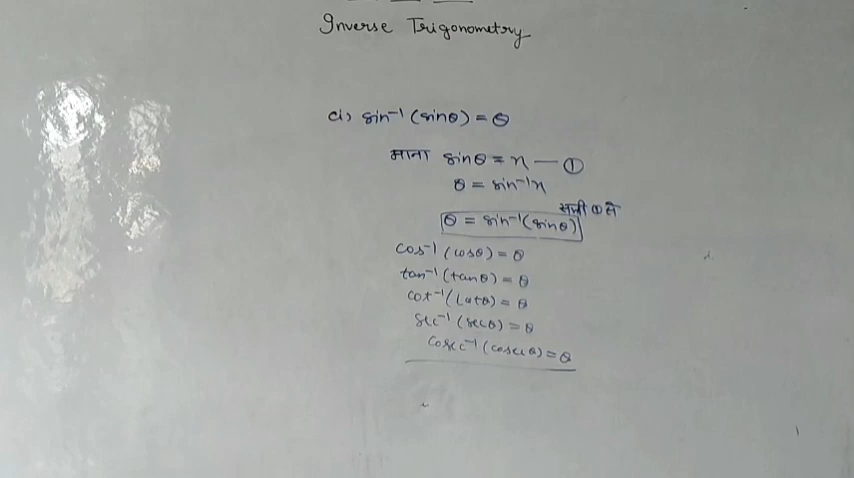 Inverse Trigonometry
(i) sin⁻¹(sinθ) = θ
माना sinθ = x — ①
θ = sin⁻¹x
समी ① से
θ = sin⁻¹(sinθ)
cos⁻¹(cosθ) = θ
tan⁻¹(tanθ) = θ
cot⁻¹(cotθ) = θ
sec⁻¹(secθ) = θ
cosec⁻¹(cosecθ) = θ